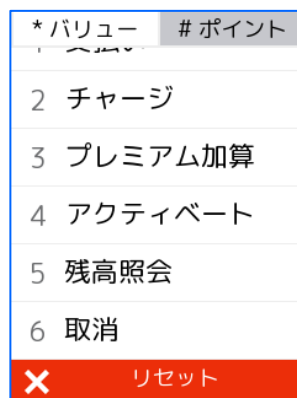 * バリュー # ポイント
2 チャージ
3 プレミアム加算
4 アクティベート
5 残高照会
6 取消
× リセット